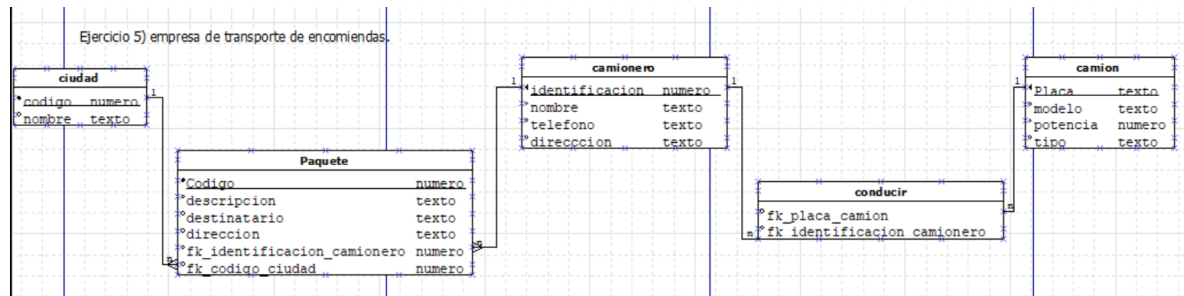 Ejercicio 5) empresa de transporte de encomiendas.
ciudad
codigo numero
nombre texto
1
Paquete
Codigo numero
descripcion texto
destinatario texto
direccion texto
fk_identificacion_camionero numero
fk_codigo_ciudad numero
n
n
1
camionero
identificacion numero
nombre texto
telefono texto
direcccion texto
1
conducir
fk_placa_camion
fk_identificacion_camionero
n
n
1
camion
Placa texto
modelo texto
potencia numero
tipo texto